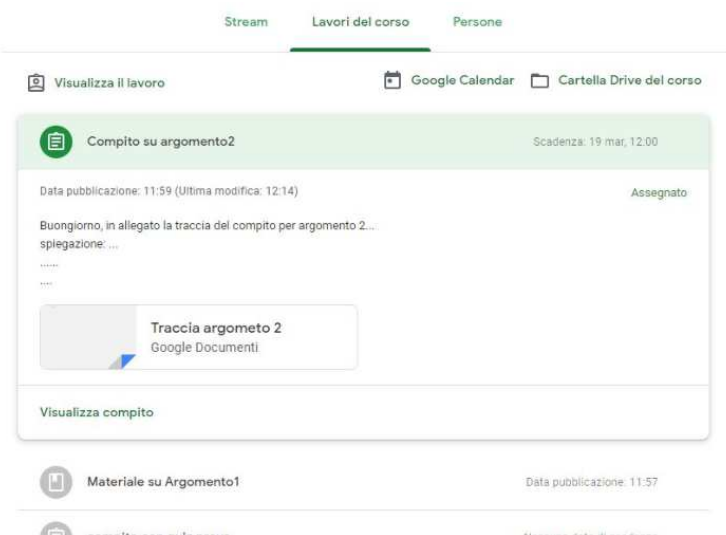 Stream Lavori del corso Persone
Visualizza il lavoro Google Calendar Cartella Drive del corso
Compito su argomento2 Scadenza: 19 mar, 12:00
Data pubblicazione: 11:59 (Ultima modifica: 12:14) Assegnato
Buongiorno, in allegato la traccia del compito per argomento 2...
spiegazione: ...
......
....
Traccia argometo 2
Google Documenti
Visualizza compito
Materiale su Argomento1 Data pubblicazione: 11:57